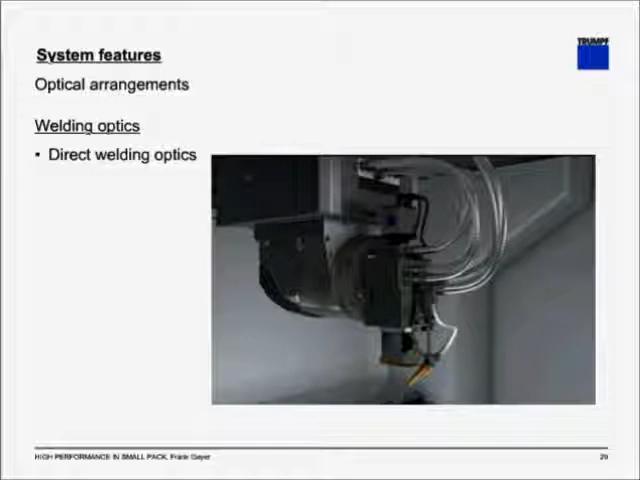 System features
TRUMPF
Optical arrangements
Welding optics
• Direct welding optics
HIGH PERFORMANCE IN SMALL PACK, Frank Geyer
29